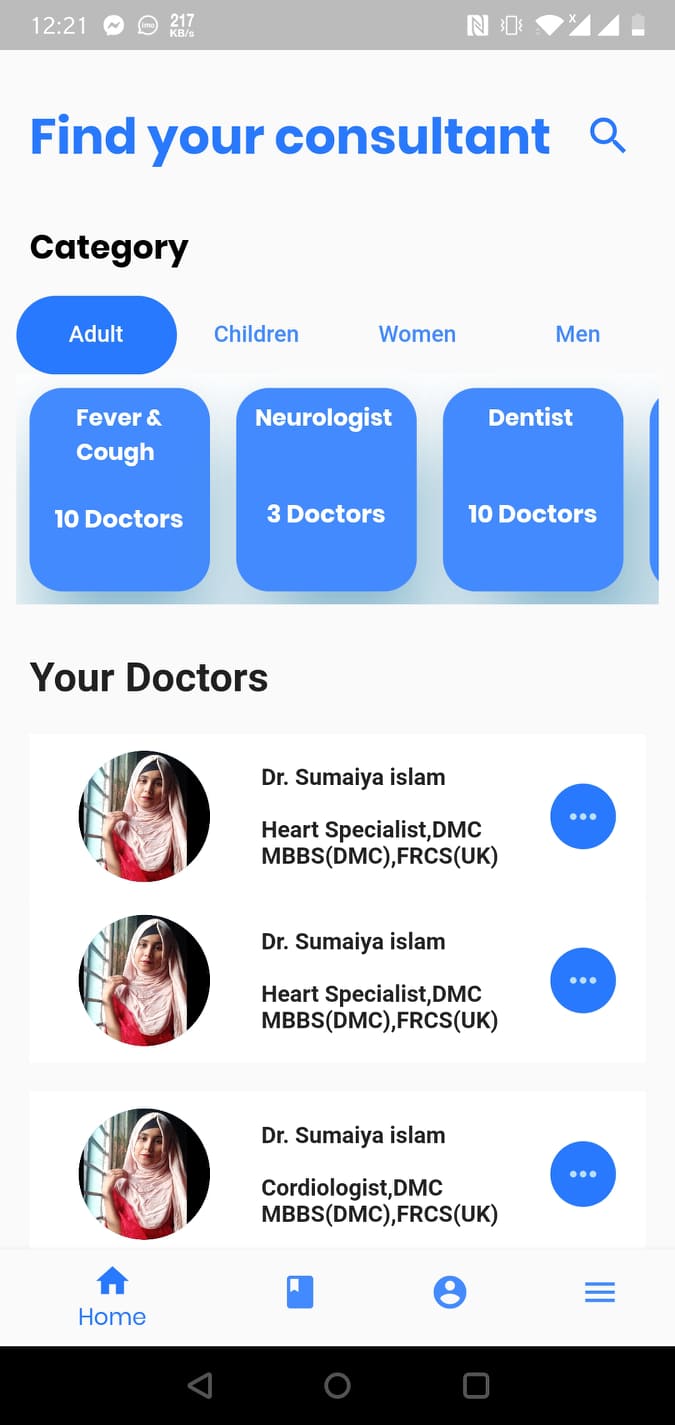 12:21
imo
217
KB/s
x
Find your consultant
Category
Adult
Children
Women
Men
Fever &
Cough
10 Doctors
Neurologist
3 Doctors
Dentist
10 Doctors
Your Doctors
Dr. Sumaiya islam
Heart Specialist,DMC
MBBS(DMC),FRCS(UK)
Dr. Sumaiya islam
Heart Specialist,DMC
MBBS(DMC),FRCS(UK)
Dr. Sumaiya islam
Cordiologist,DMC
MBBS(DMC),FRCS(UK)
Home